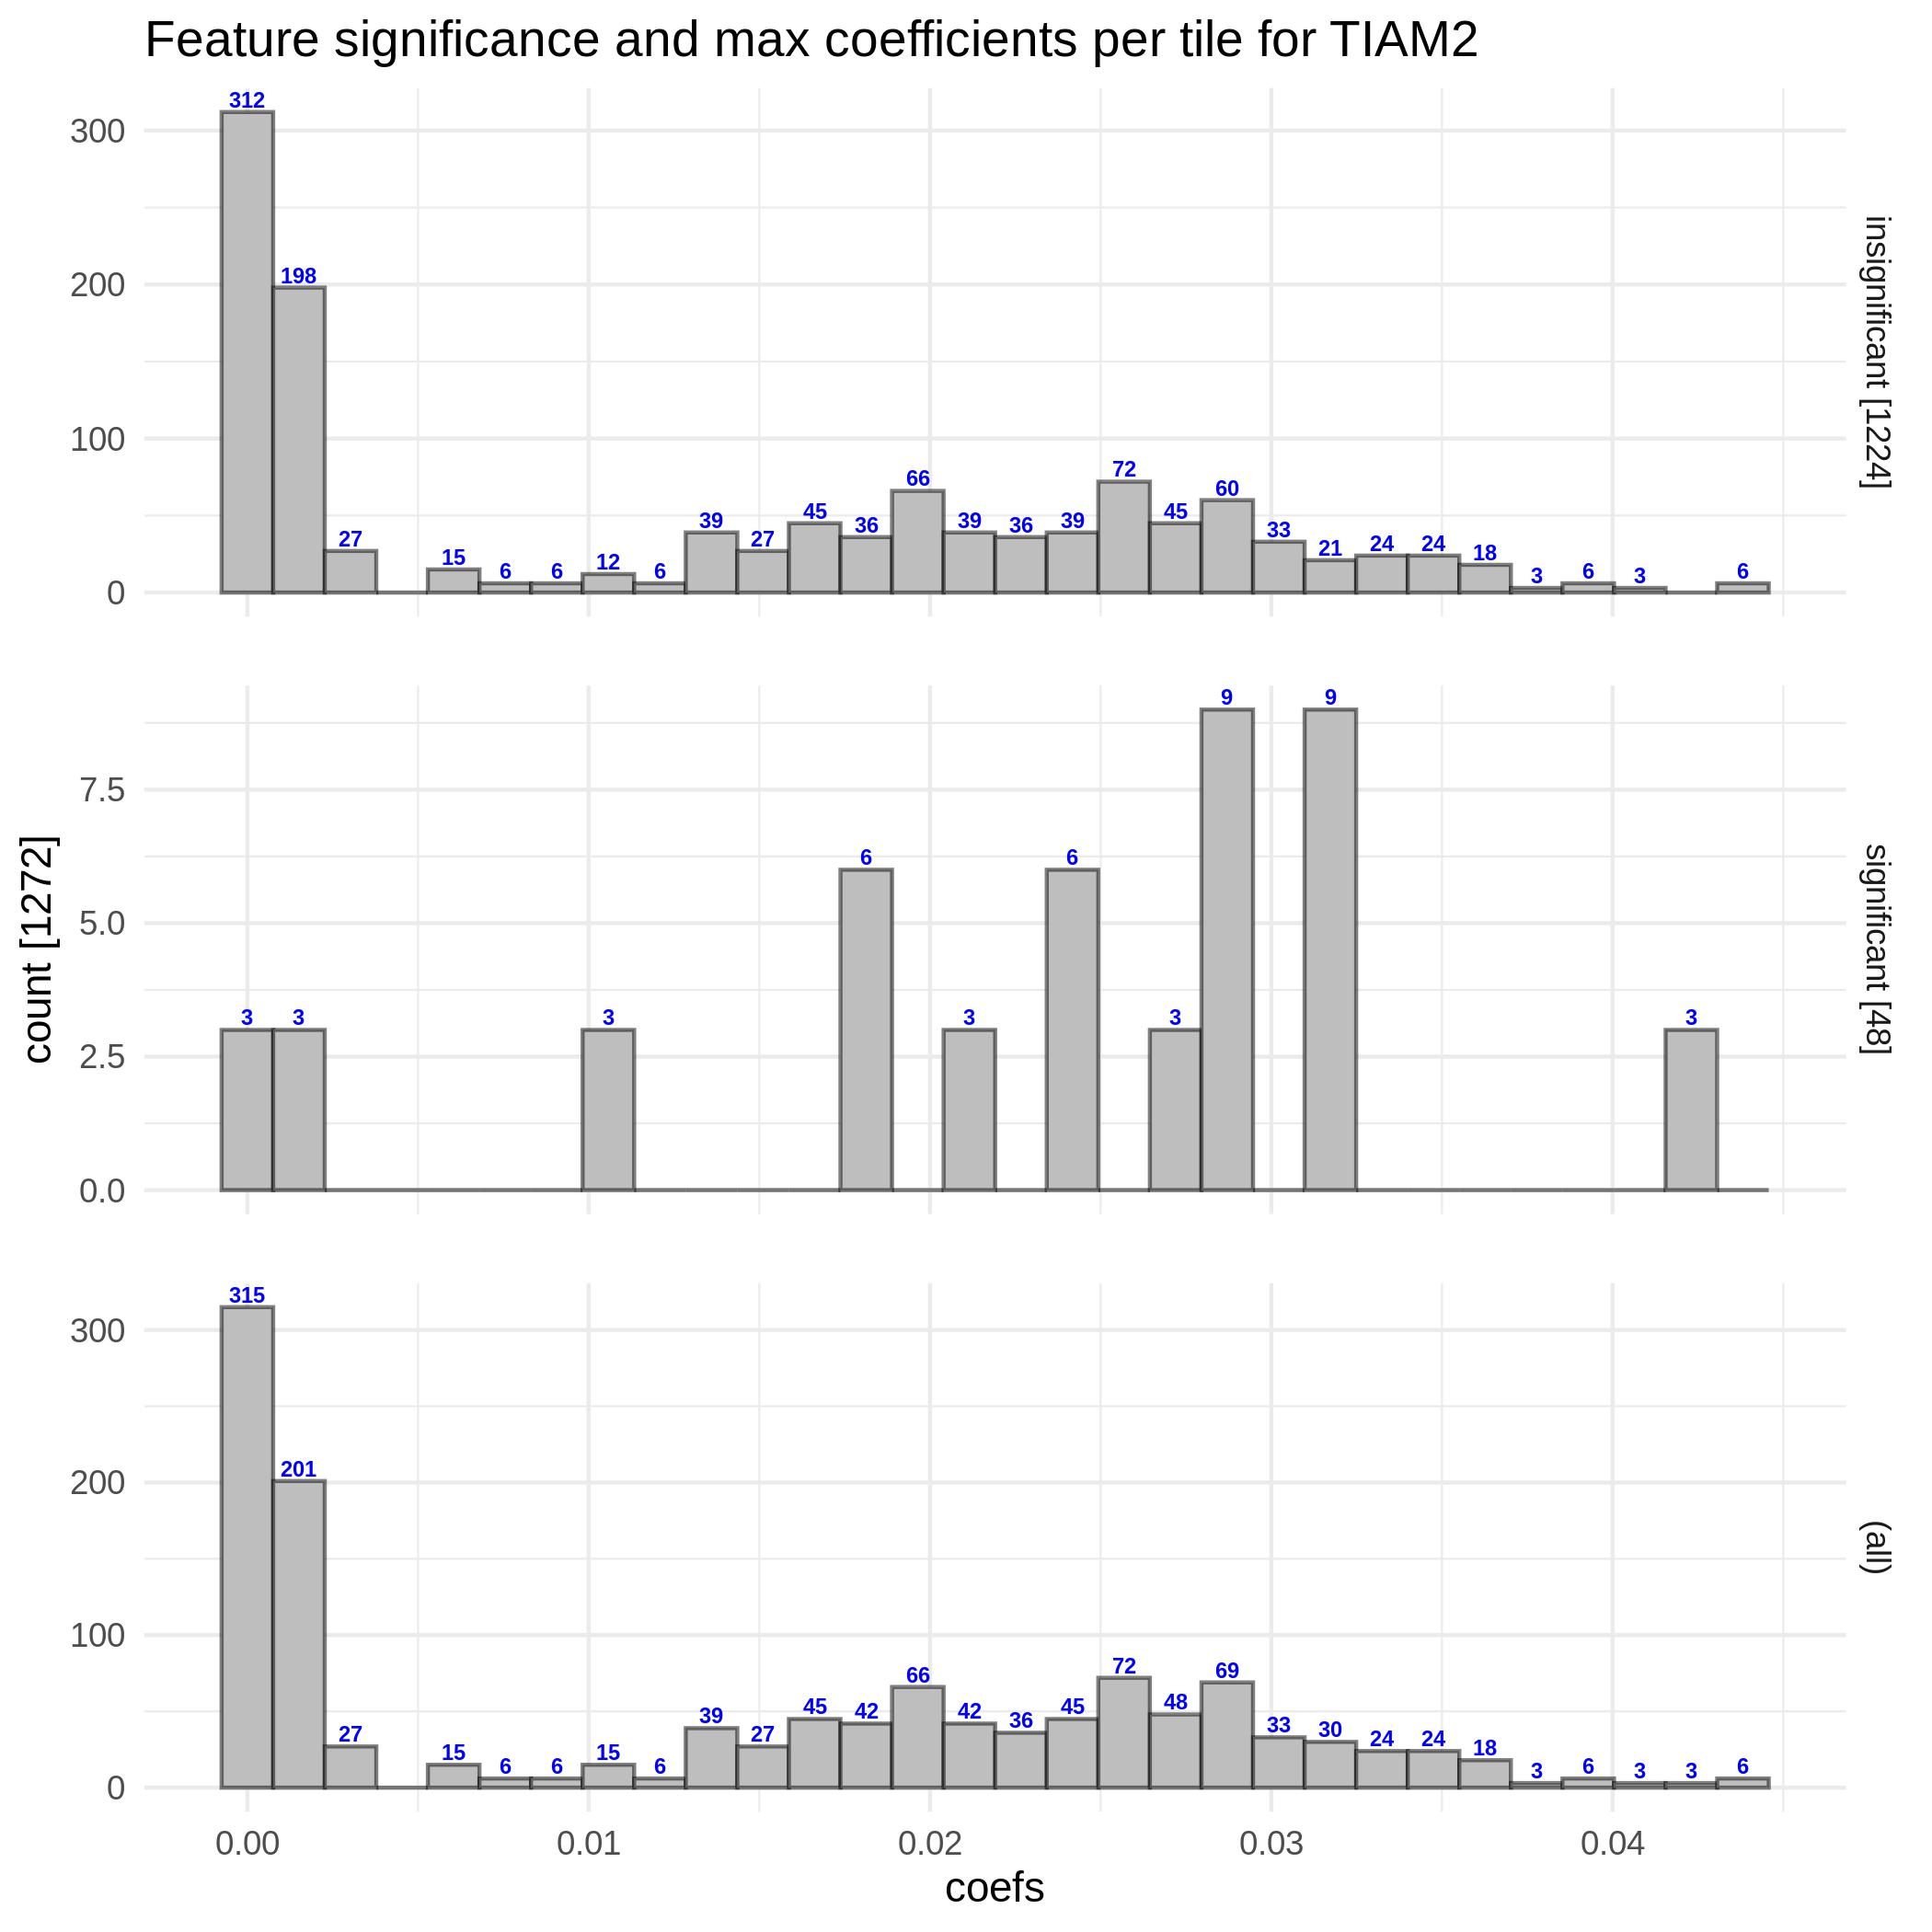 Feature significance and max coefficients per tile for TIAM2
312
300
198
200
insignificant [1224]
100
27 15 6 6 12 6 39 27 45 36 66 39 36 39 72 45 60 33 21 24 24 18 3 6 3 6
0
9 9
7.5
6 6
5.0
count [1272]
significant [48]
3 3 3 3 3 3
2.5
0.0
315
300
201
200
(all)
100
27 15 6 6 15 6 39 27 45 42 66 42 36 45 72 48 69 33 30 24 24 18 3 6 3 3 6
0
0.00 0.01 0.02 0.03 0.04
coefs